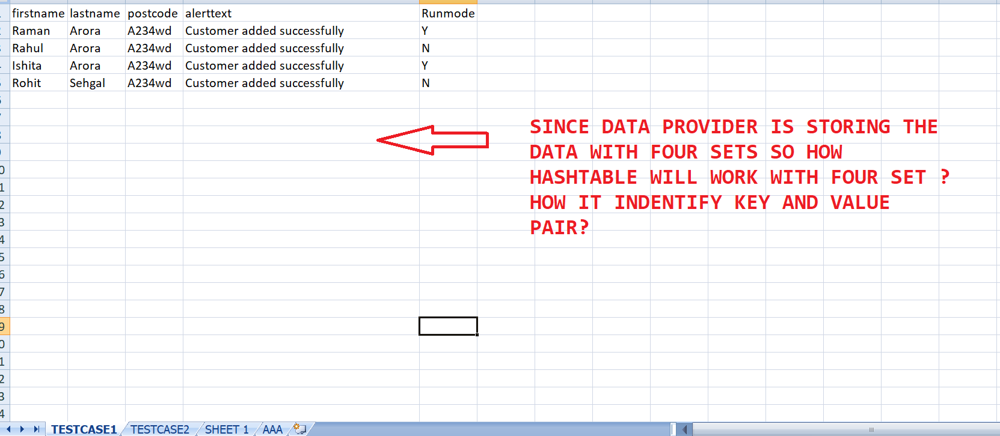 firstname lastname postcode alerttext Runmode
Raman Arora A234wd Customer added successfully Y
Rahul Arora A234wd Customer added successfully N
Ishita Arora A234wd Customer added successfully Y
Rohit Sehgal A234wd Customer added successfully N
SINCE DATA PROVIDER IS STORING THE
DATA WITH FOUR SETS SO HOW
HASHTABLE WILL WORK WITH FOUR SET ?
HOW IT INDENTIFY KEY AND VALUE
PAIR?
TESTCASE1 TESTCASE2 SHEET 1 AAA